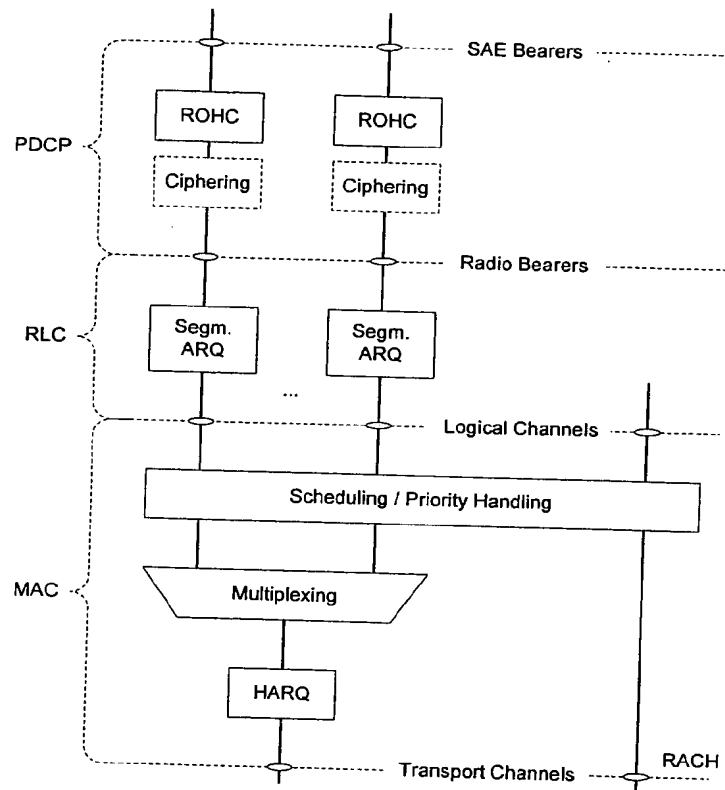 SAE Bearers
ROHC
ROHC
PDCP
Ciphering
Ciphering
Radio Bearers
RLC
Segm.
ARQ
Segm.
ARQ
...
Logical Channels
Scheduling / Priority Handling
MAC
Multiplexing
HARQ
Transport Channels
RACH